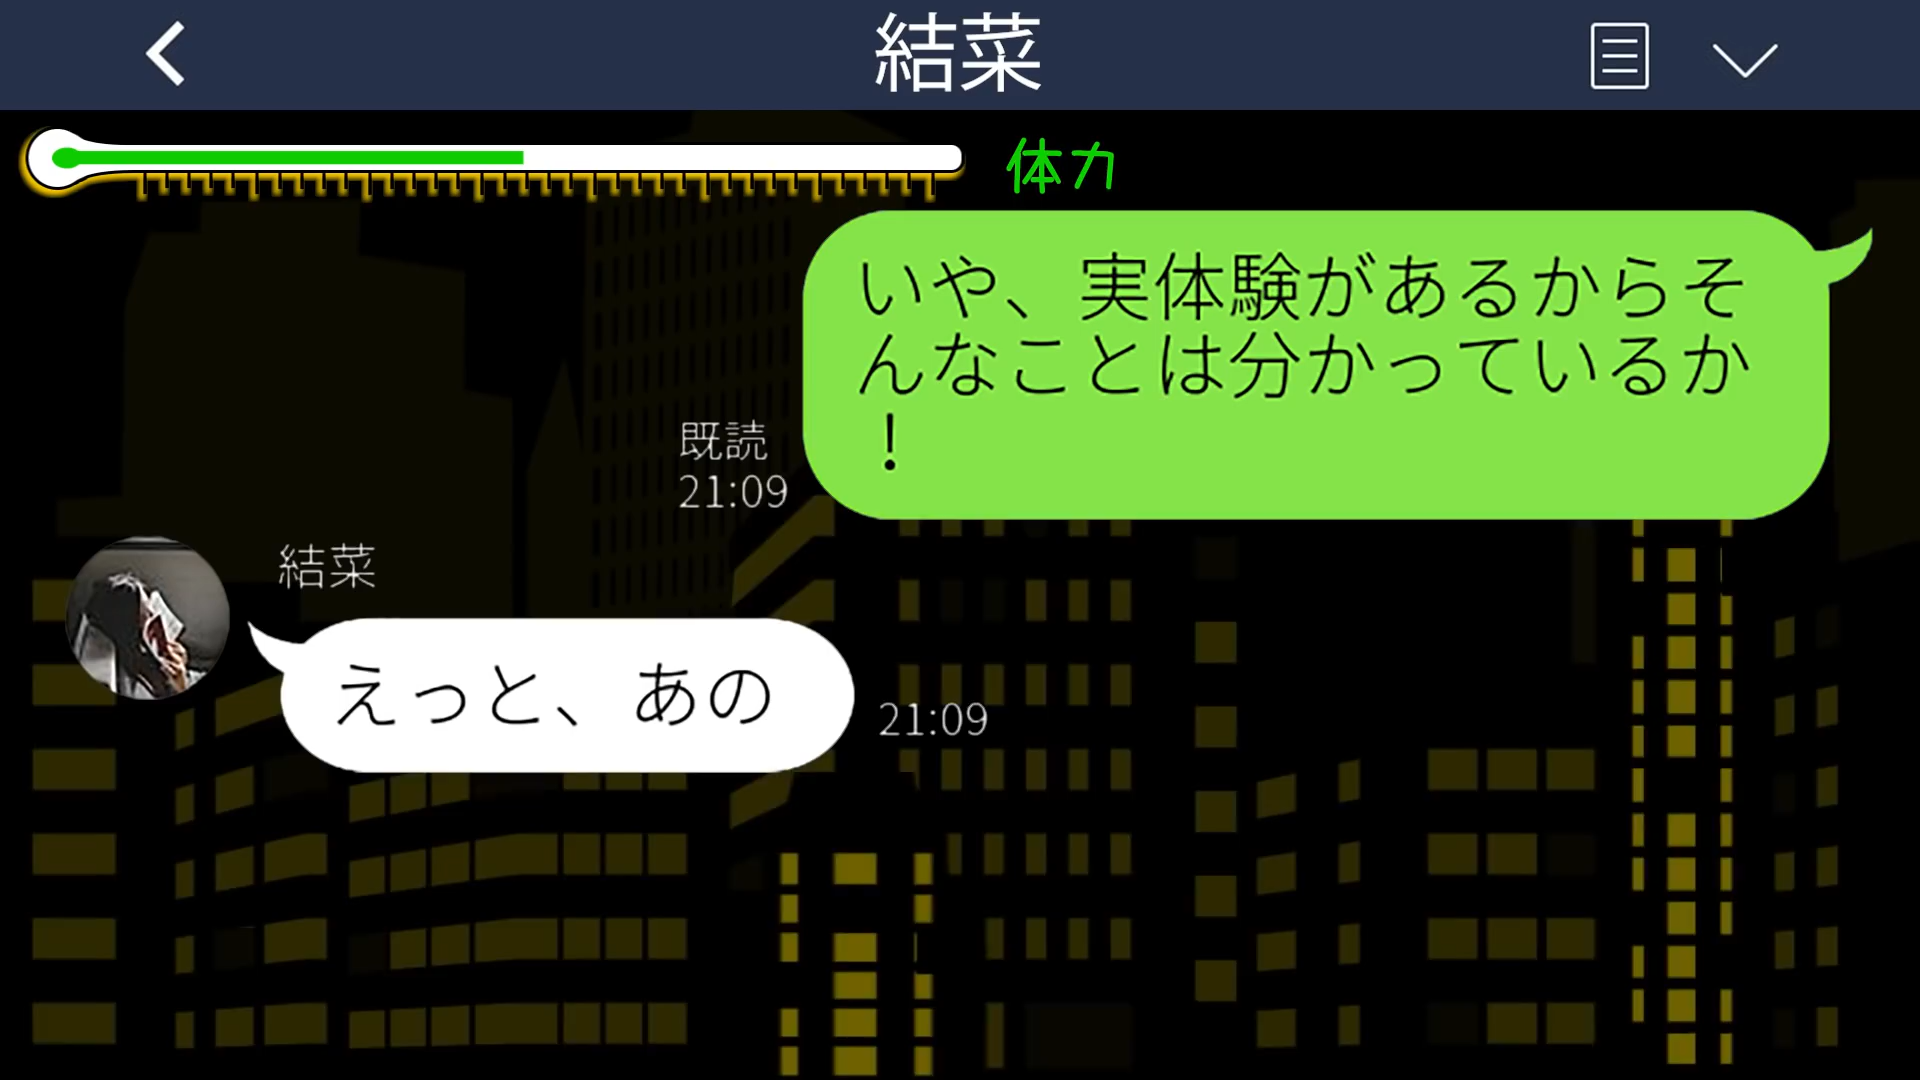 結菜
体力
いや、実体験があるからそ
んなことは分かっているか
！
既読
21:09
結菜
えっと、あの
21:09